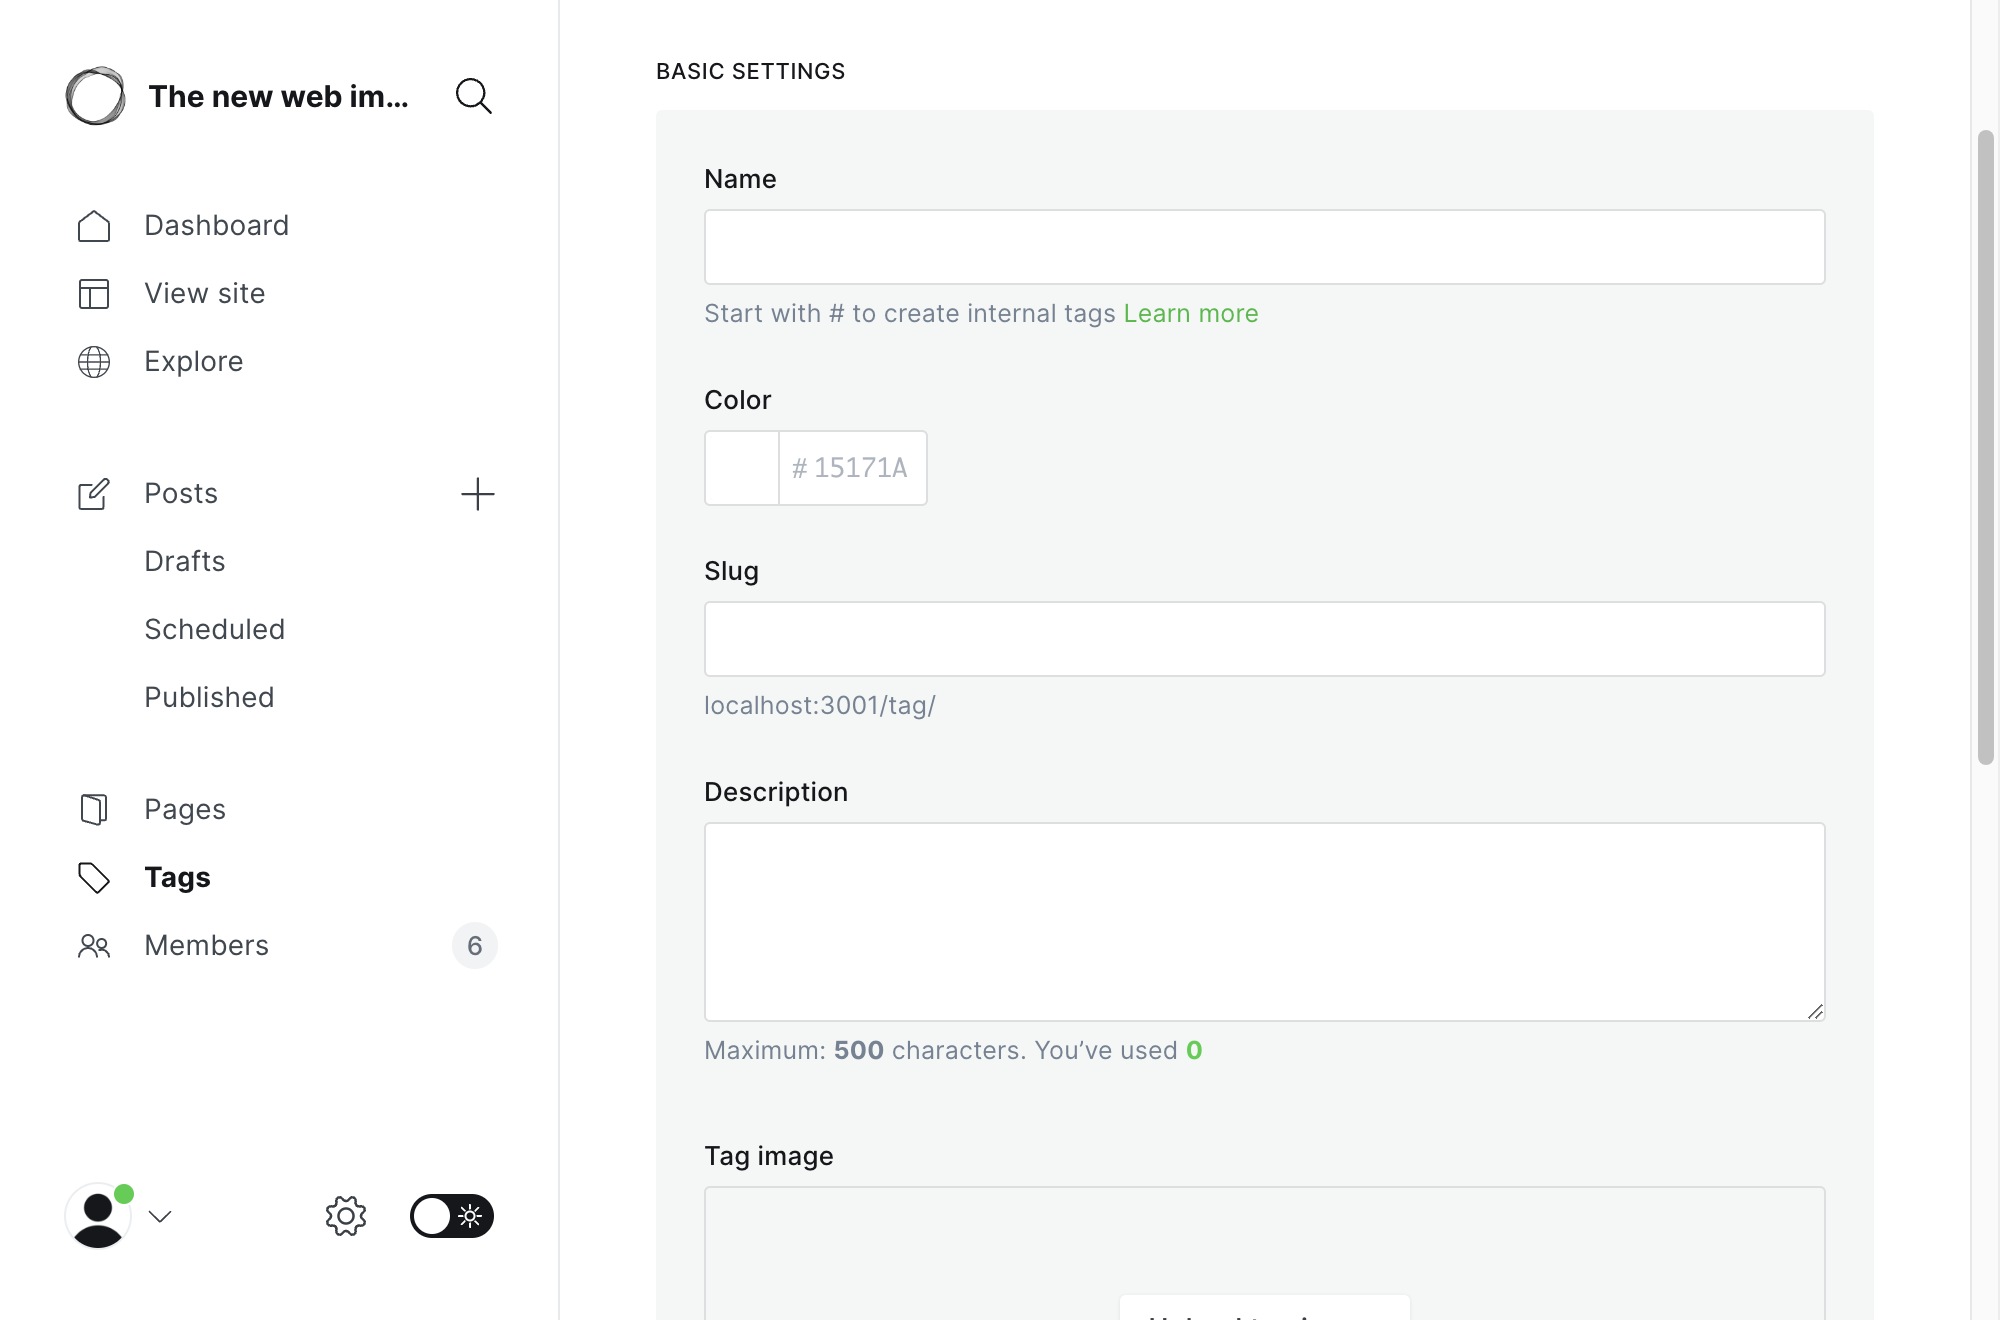 The new web im...
Dashboard
View site
Explore
Posts
Drafts
Scheduled
Published
Pages
Tags
Members
6
BASIC SETTINGS
Name
Start with # to create internal tags Learn more
Color
# 15171A
Slug
localhost:3001/tag/
Description
Maximum: 500 characters. You’ve used 0
Tag image